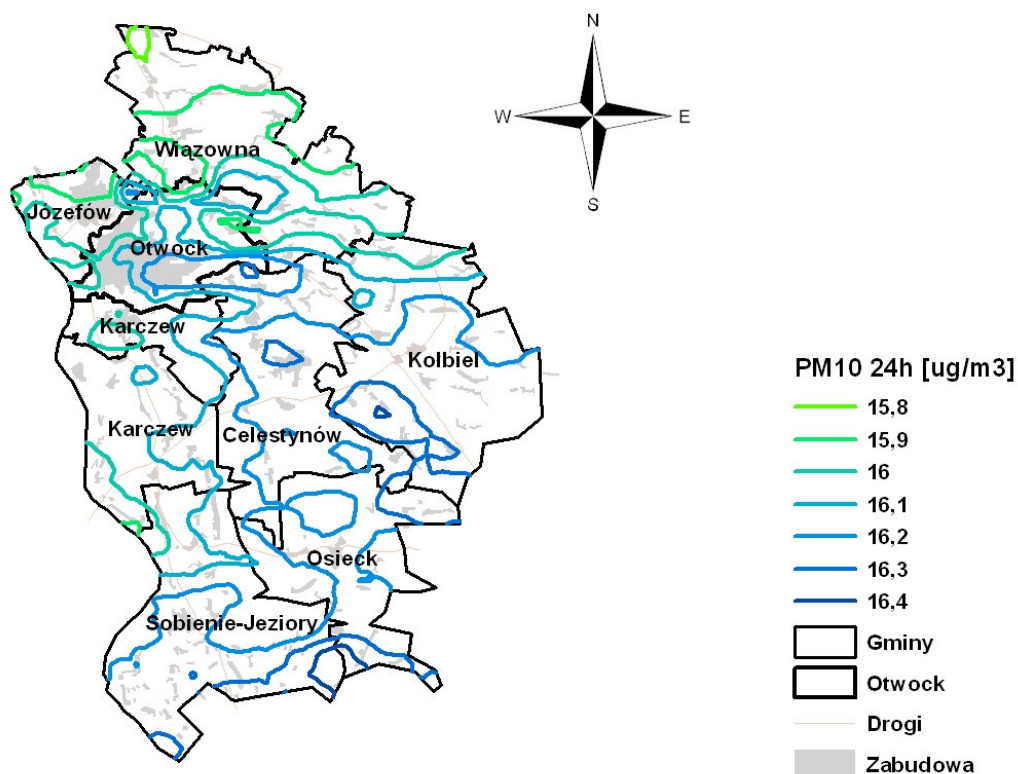 N
W
E
S
Wiązowna
Józefów
Otwock
Karczew
Kołbiel
Karczew
Celestynów
Osieck
Sobienie-Jeziory
PM10 24h [ug/m3]
15,8
15,9
16
16,1
16,2
16,3
16,4
Gminy
Otwock
Drogi
Zabudowa